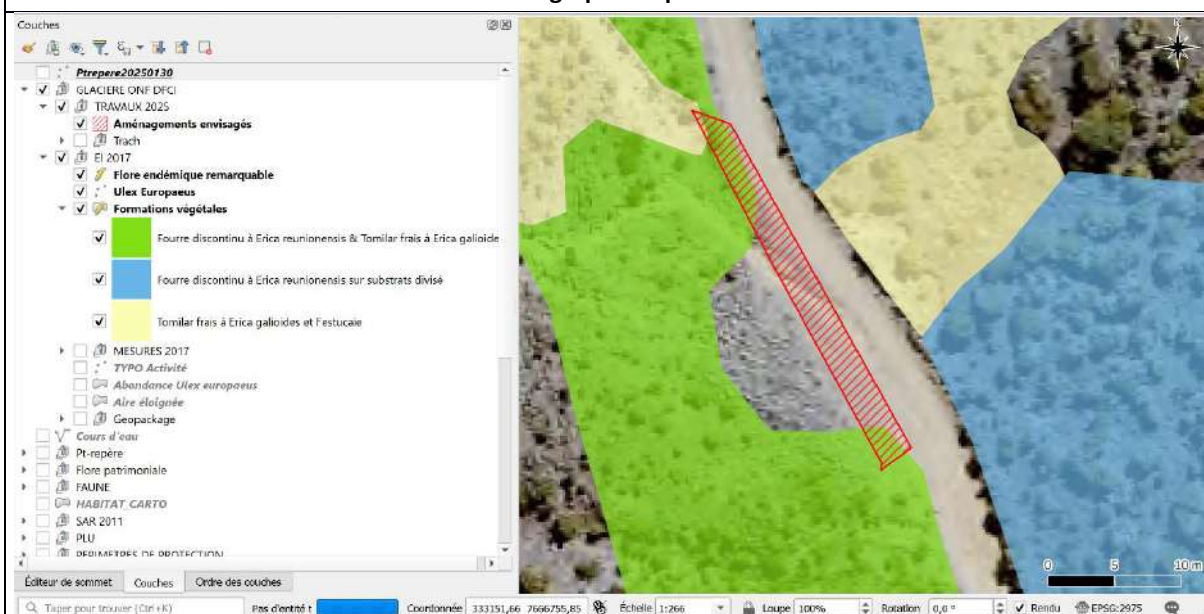 Couches
Ptrepere20250130
GLACIERE ONF DFCI
TRAVAUX 2025
Aménagements envisagés
Trach
EI 2017
Flore endémique remarquable
Ulex Europaeus
Formations végétales
Fourre discontinu à Erica reunionensis & Tomilar frais à Erica galioide
Fourre discontinu à Erica reunionensis sur substrats divisé
Tomilar frais à Erica galioides et Festucaie
MESURES 2017
TYPO Activité
Abondance Ulex europaeus
Aire éloignée
Geopackage
Cours d'eau
Pt-repère
Flore patrimoniale
FAUNE
HABITAT_CARTO
SAR 2011
PLU
PERIMETRES DE PROTECTION
0 5 10 m
Éditeur de sommet Couches Ordre des couches
Taper pour trouver (Ctrl+K) Pas d'entité t Coordonnée 333151,66 7666755,85 Échelle 1:266 Loupe 100% Rotation 0,0 ° Rendu EPSG:2975